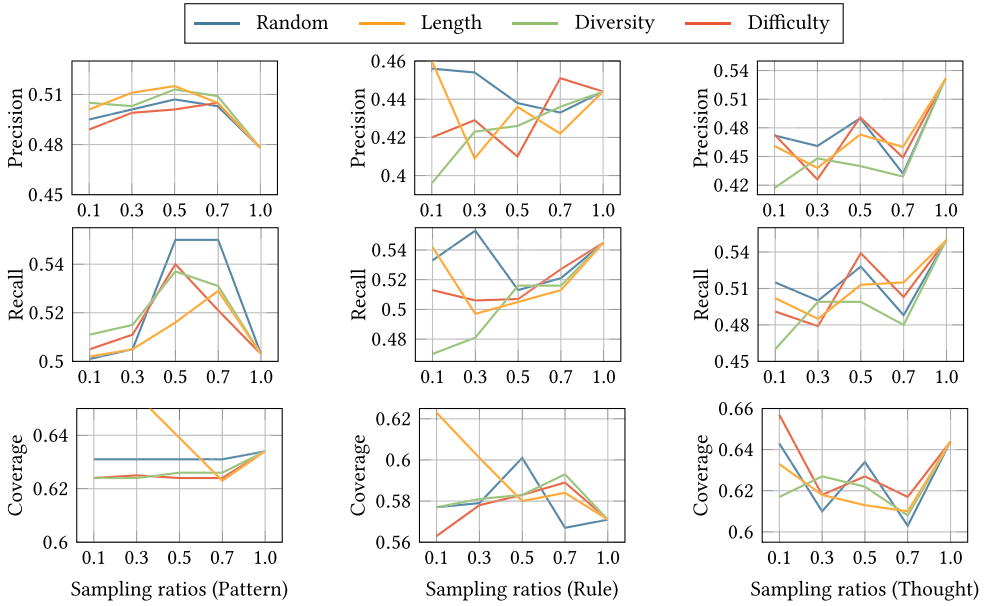 Random Length Diversity Difficulty
Precision
0.51
0.48
0.45
0.1 0.3 0.5 0.7 1.0
Precision
0.46
0.44
0.42
0.4
0.1 0.3 0.5 0.7 1.0
Precision
0.54
0.51
0.48
0.45
0.42
0.1 0.3 0.5 0.7 1.0
Recall
0.54
0.52
0.5
0.1 0.3 0.5 0.7 1.0
Recall
0.54
0.52
0.5
0.48
0.1 0.3 0.5 0.7 1.0
Recall
0.54
0.51
0.48
0.45
0.1 0.3 0.5 0.7 1.0
Coverage
0.64
0.62
0.6
0.1 0.3 0.5 0.7 1.0
Sampling ratios (Pattern)
Coverage
0.62
0.6
0.58
0.56
0.1 0.3 0.5 0.7 1.0
Sampling ratios (Rule)
Coverage
0.66
0.64
0.62
0.6
0.1 0.3 0.5 0.7 1.0
Sampling ratios (Thought)